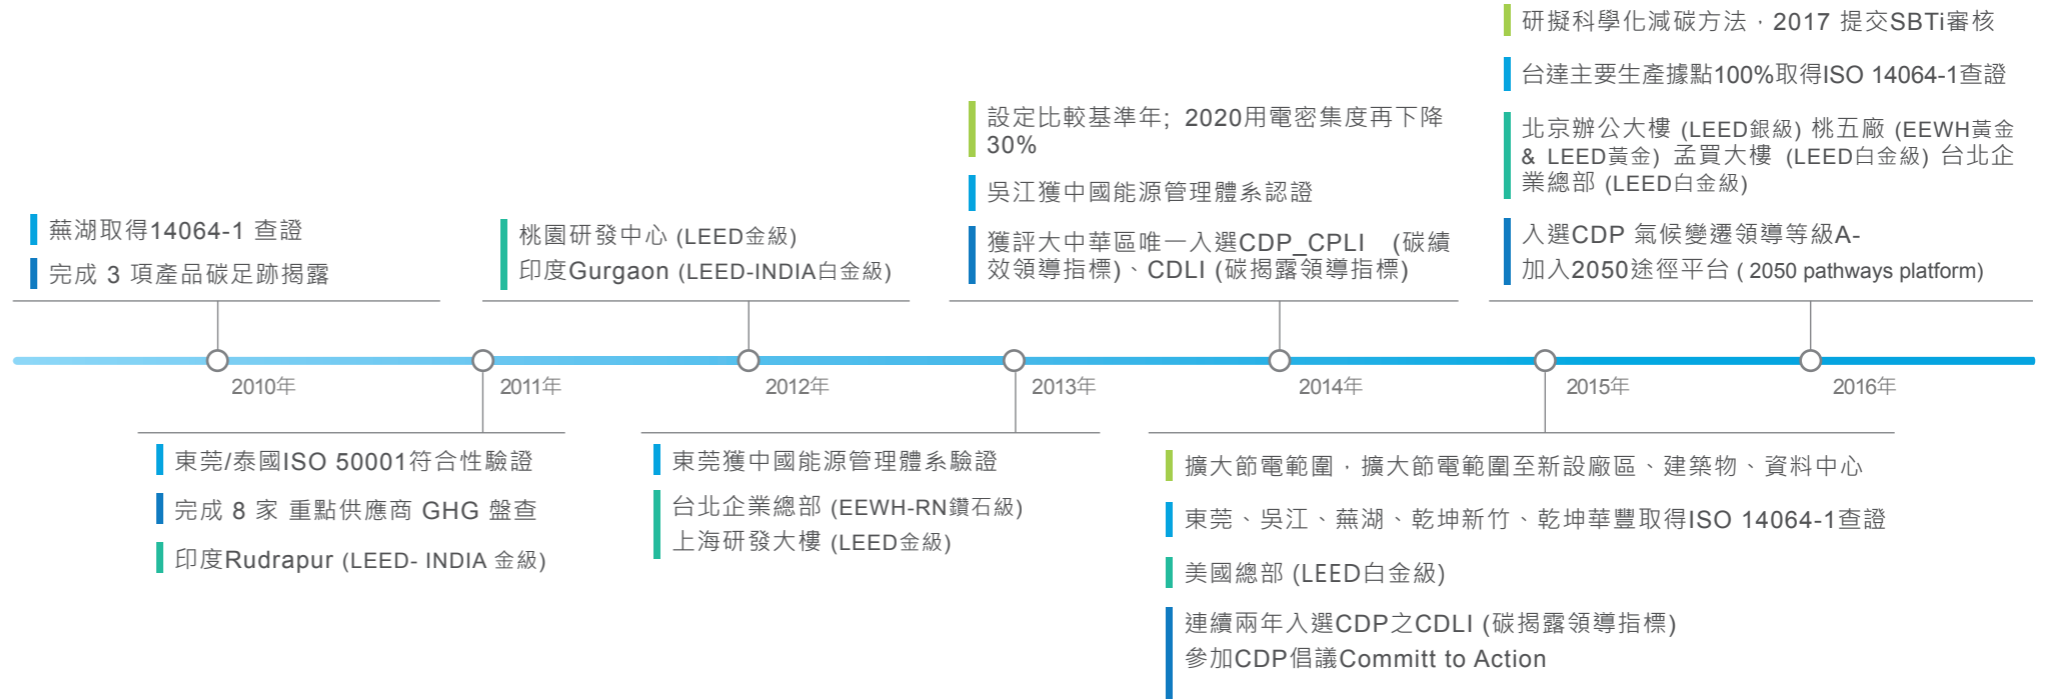 蕪湖取得14064-1 查證
完成 3 項產品碳足跡揭露
2010年
東莞/泰國ISO 50001符合性驗證
完成 8 家 重點供應商 GHG 盤查
印度Rudrapur (LEED- INDIA 金級)
2011年
桃園研發中心 (LEED金級)
印度Gurgaon (LEED-INDIA白金級)
2012年
東莞獲中國能源管理體系驗證
台北企業總部 (EEWH-RN鑽石級)
上海研發大樓 (LEED金級)
2013年
設定比較基準年; 2020用電密集度再下降
30%
吳江獲中國能源管理體系認證
獲評大中華區唯一入選CDP_CPLI (碳績
效領導指標)、CDLI (碳揭露領導指標)
2014年
擴大節電範圍，擴大節電範圍至新設廠區、建築物、資料中心
東莞、吳江、蕪湖、乾坤新竹、乾坤華豐取得ISO 14064-1查證
美國總部 (LEED白金級)
連續兩年入選CDP之CDLI (碳揭露領導指標)
參加CDP倡議Committ to Action
2015年
研擬科學化減碳方法，2017 提交SBTi審核
台達主要生產據點100%取得ISO 14064-1查證
北京辦公大樓 (LEED銀級) 桃五廠 (EEWH黃金
& LEED黃金) 孟買大樓 (LEED白金級) 台北企
業總部 (LEED白金級)
入選CDP 氣候變遷領導等級A-
加入2050途徑平台 ( 2050 pathways platform)
2016年